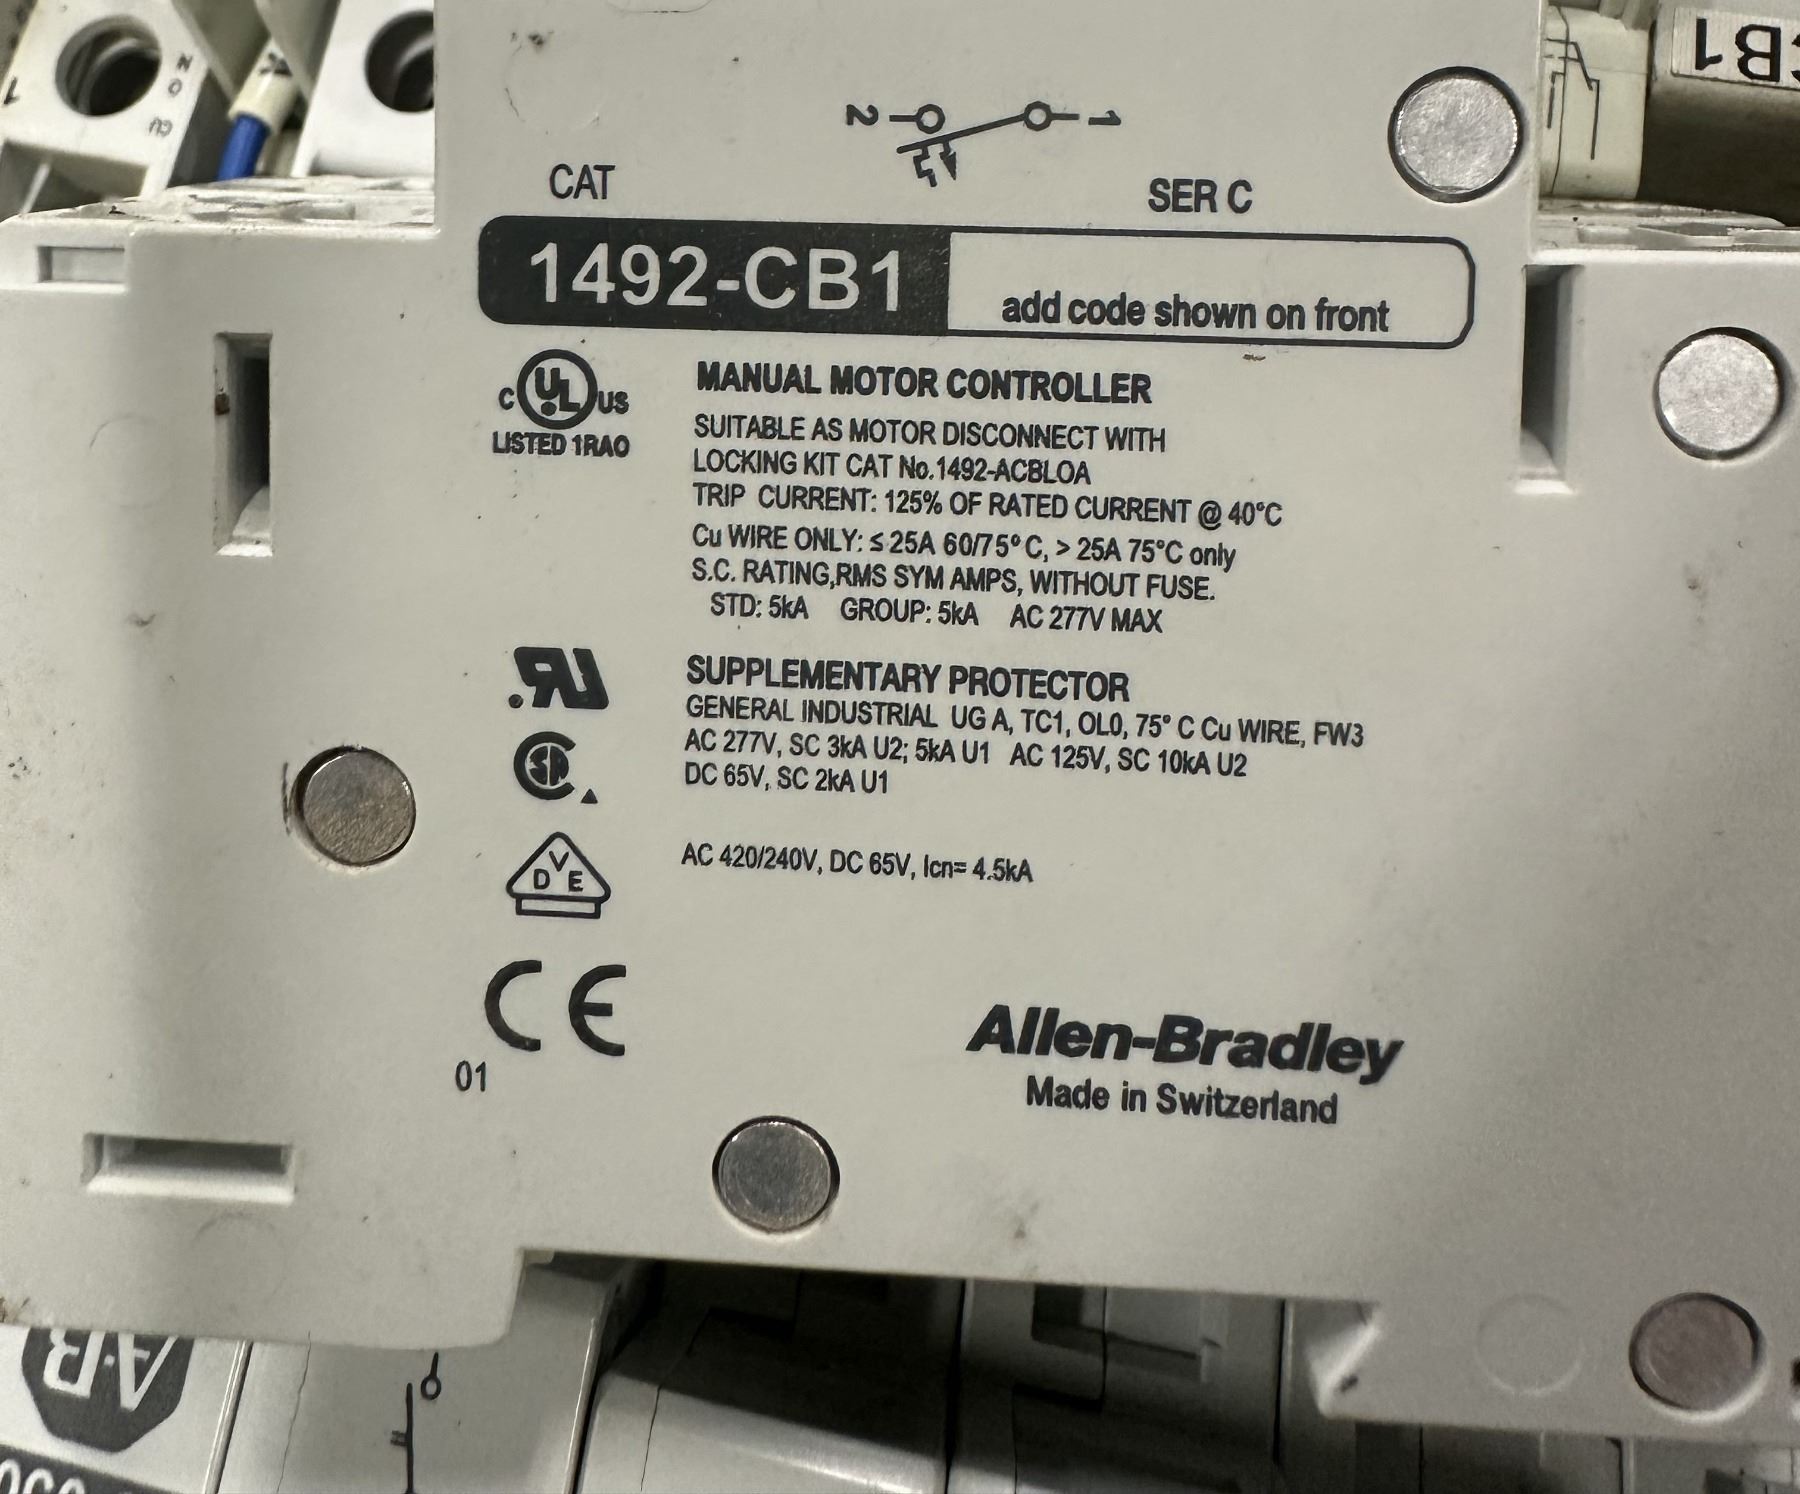 CB1
1
2
1
CAT
SER C
1492-CB1
add code shown on front
C UL US
LISTED 1RAO
MANUAL MOTOR CONTROLLER
SUITABLE AS MOTOR DISCONNECT WITH
LOCKING KIT CAT No.1492-ACBLOA
TRIP CURRENT: 125% OF RATED CURRENT @ 40°C
Cu WIRE ONLY: ≤ 25A 60/75° C, > 25A 75°C only
S.C. RATING,RMS SYM AMPS, WITHOUT FUSE.
STD: 5kA GROUP: 5kA AC 277V MAX
SUPPLEMENTARY PROTECTOR
GENERAL INDUSTRIAL UG A, TC1, OL0, 75° C Cu WIRE, FW3
AC 277V, SC 3kA U2; 5kA U1 AC 125V, SC 10kA U2
DC 65V, SC 2kA U1
VDE
AC 420/240V, DC 65V, Icn= 4.5kA
CE
01
Allen-Bradley
Made in Switzerland
A-B